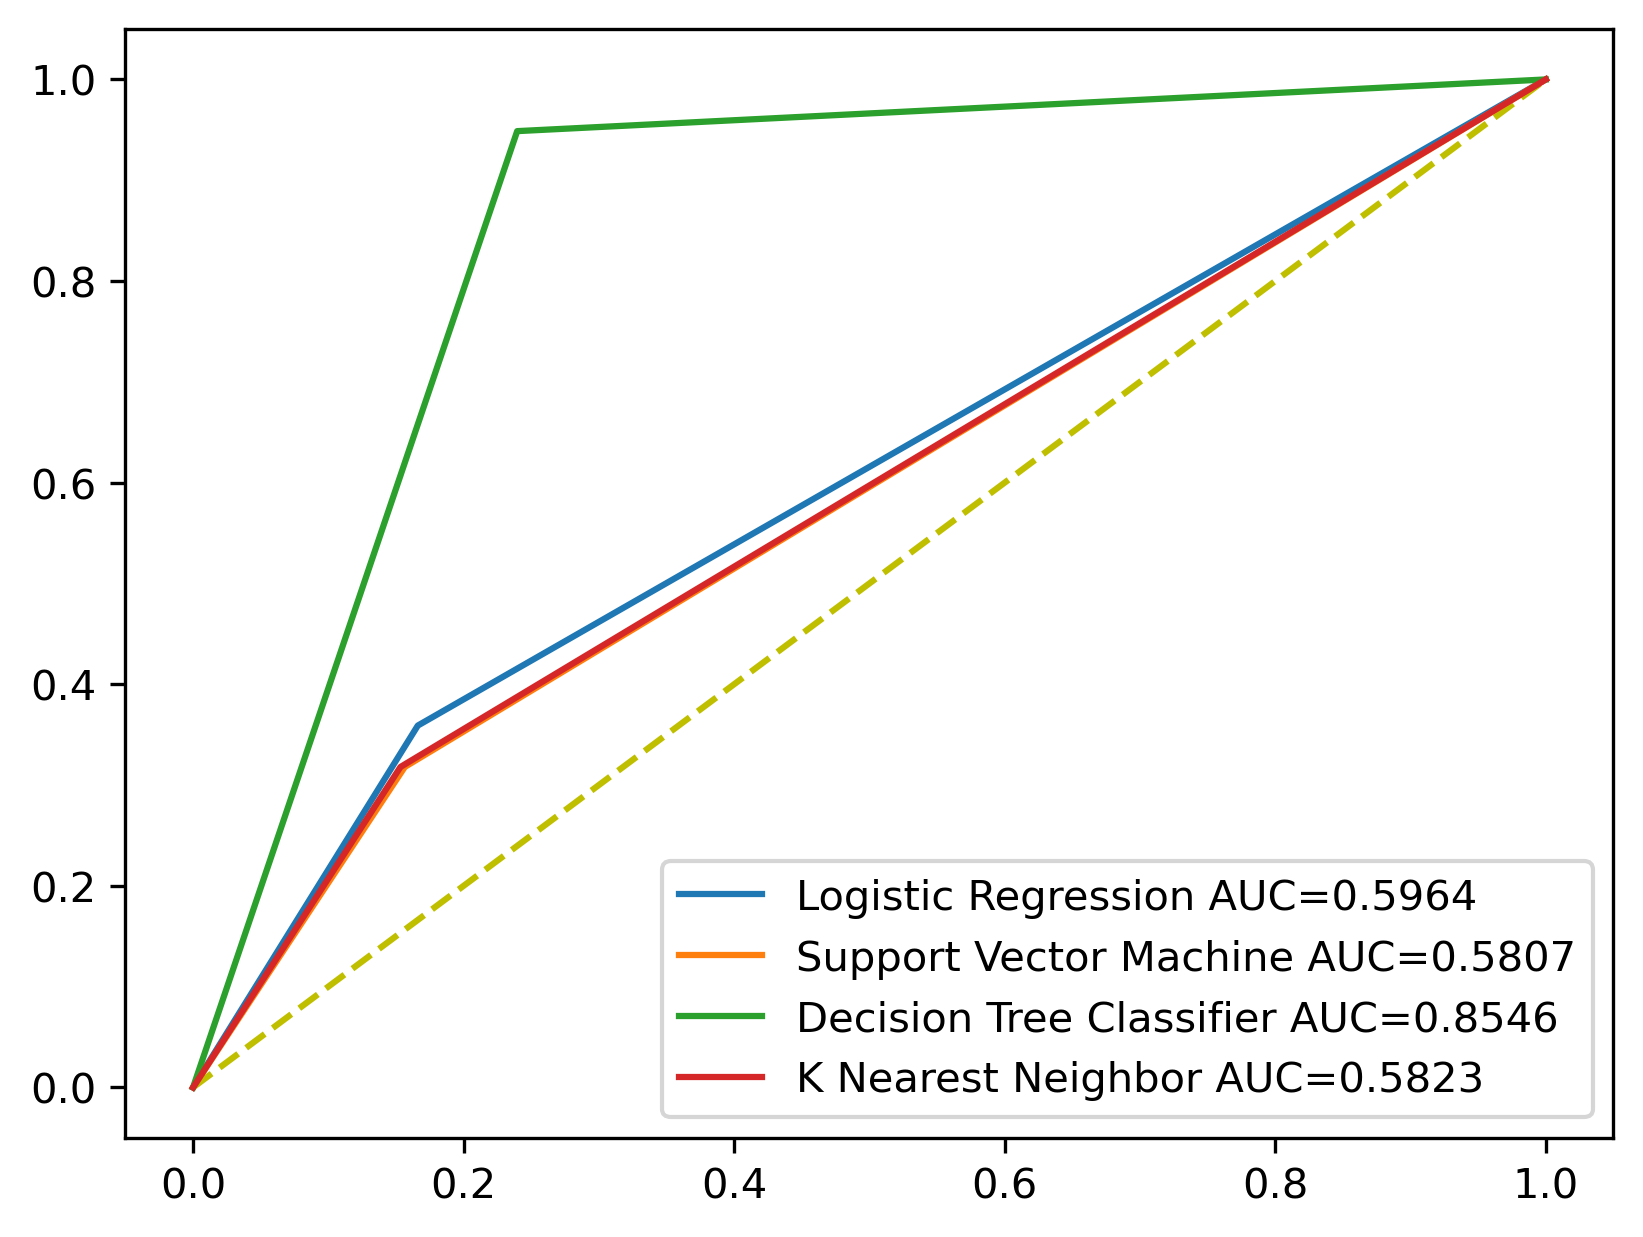 1.0
0.8
0.6
0.4
0.2
0.0
Logistic Regression AUC=0.5964
Support Vector Machine AUC=0.5807
Decision Tree Classifier AUC=0.8546
K Nearest Neighbor AUC=0.5823
0.0 0.2 0.4 0.6 0.8 1.0